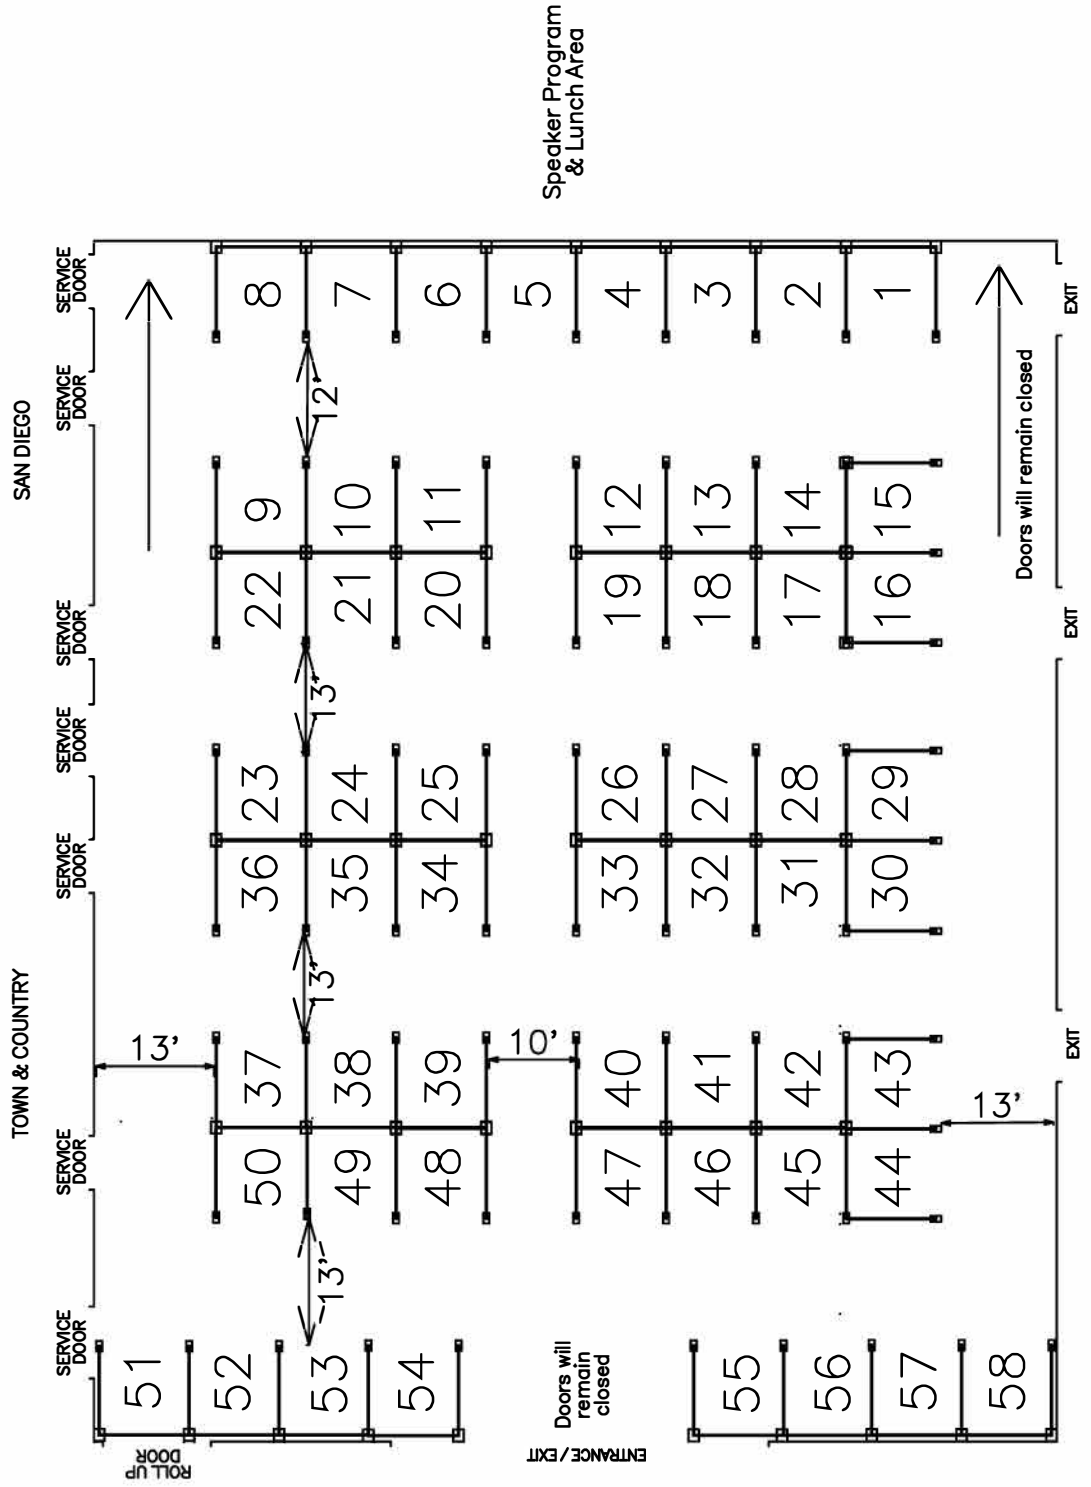 TOWN & COUNTRY
SAN DIEGO
SERVICE
DOOR
SERVICE
DOOR
SERVICE
DOOR
SERVICE
DOOR
SERVICE
DOOR
SERVICE
DOOR
SERVICE
DOOR
ROLL UP
DOOR
51
13'
52 50 37 36 23 22 9 8
13' 13' 13' 12'
53 49 38 35 24 21 10 7
54 48 39 34 25 20 11 6
10'
5
ENTRANCE / EXIT
Doors will
remain
closed
Speaker Program
& Lunch Area
47 40 33 26 19 12 4
55 46 41 32 27 18 13 3
56 45 42 31 28 17 14 2
57 44 43 30 29 16 15 1
58
13'
Doors will remain closed
EXIT
EXIT
EXIT